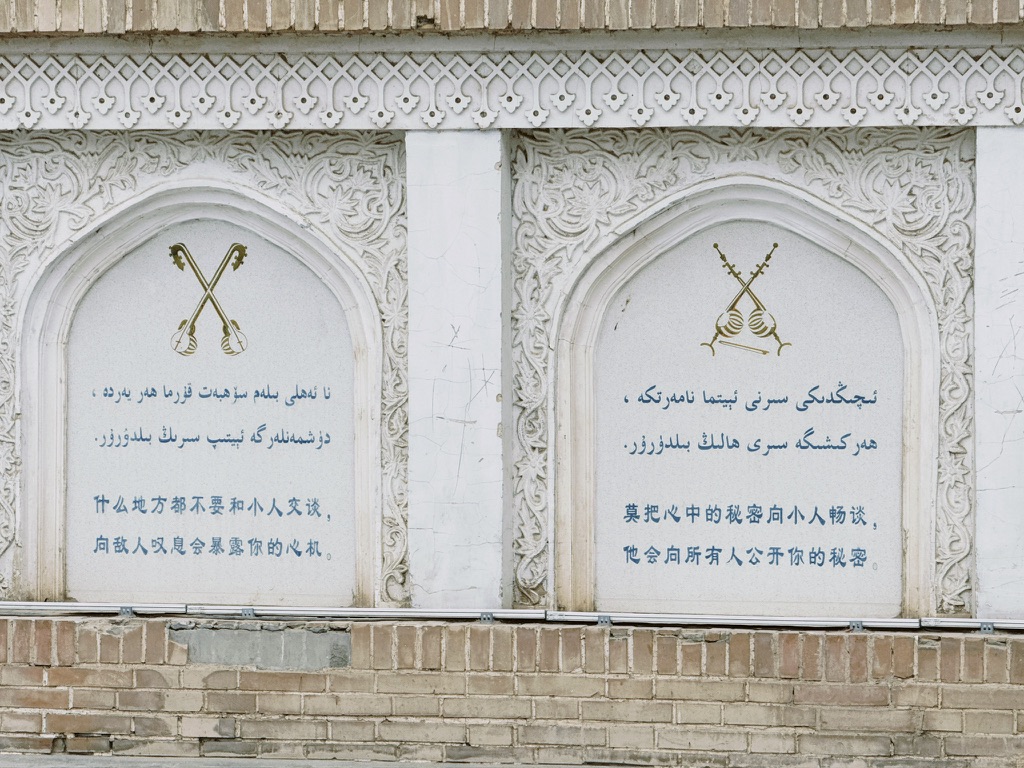 نا ئەھلى بىلەم سۆھبەت قۇرما ھەر يەردە ،
دۈشمەنلەرگە ئېيتىپ سىرىڭ بىلدۈرۈر.
什么地方都不要和小人交谈，
向敌人叹息会暴露你的心机。
ئىچىڭدىكى سىرنى ئېيتما نامەرتكە ،
ھەر كىشىگە سىرى ھالىڭ بىلدۈرۈر.
莫把心中的秘密向小人畅谈，
他会向所有人公开你的秘密。